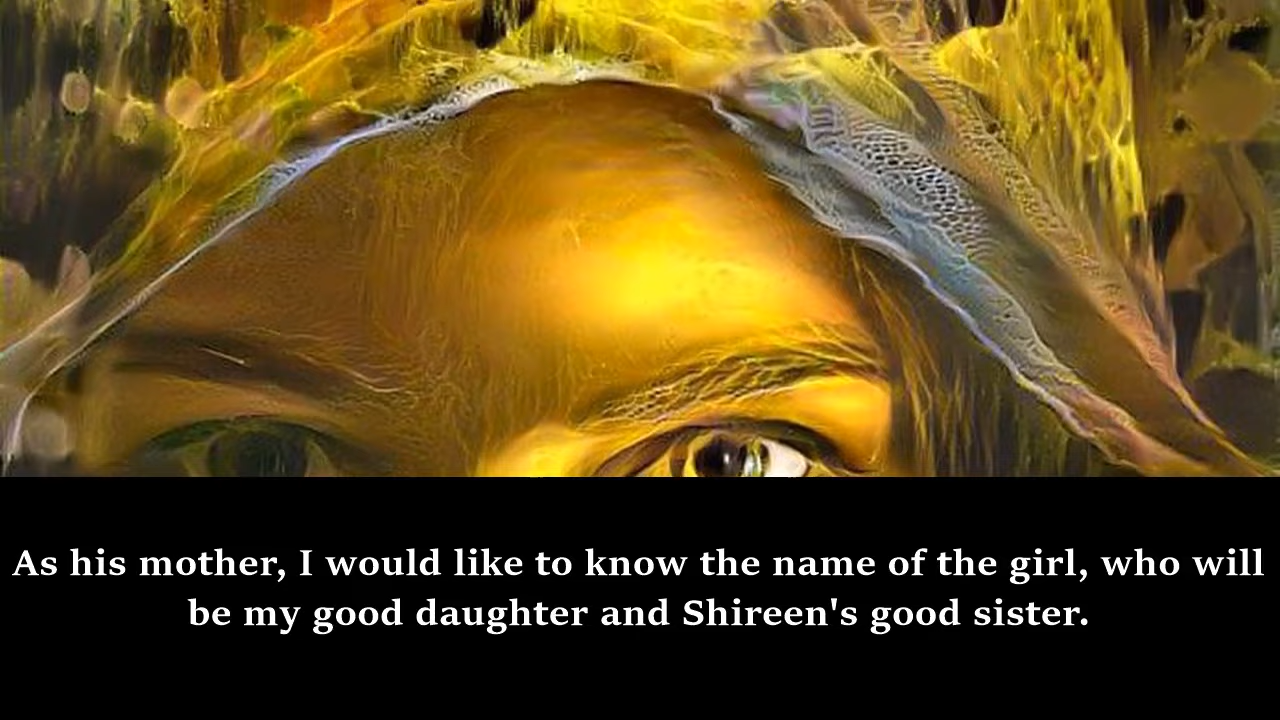 As his mother, I would like to know the name of the girl, who will
be my good daughter and Shireen's good sister.